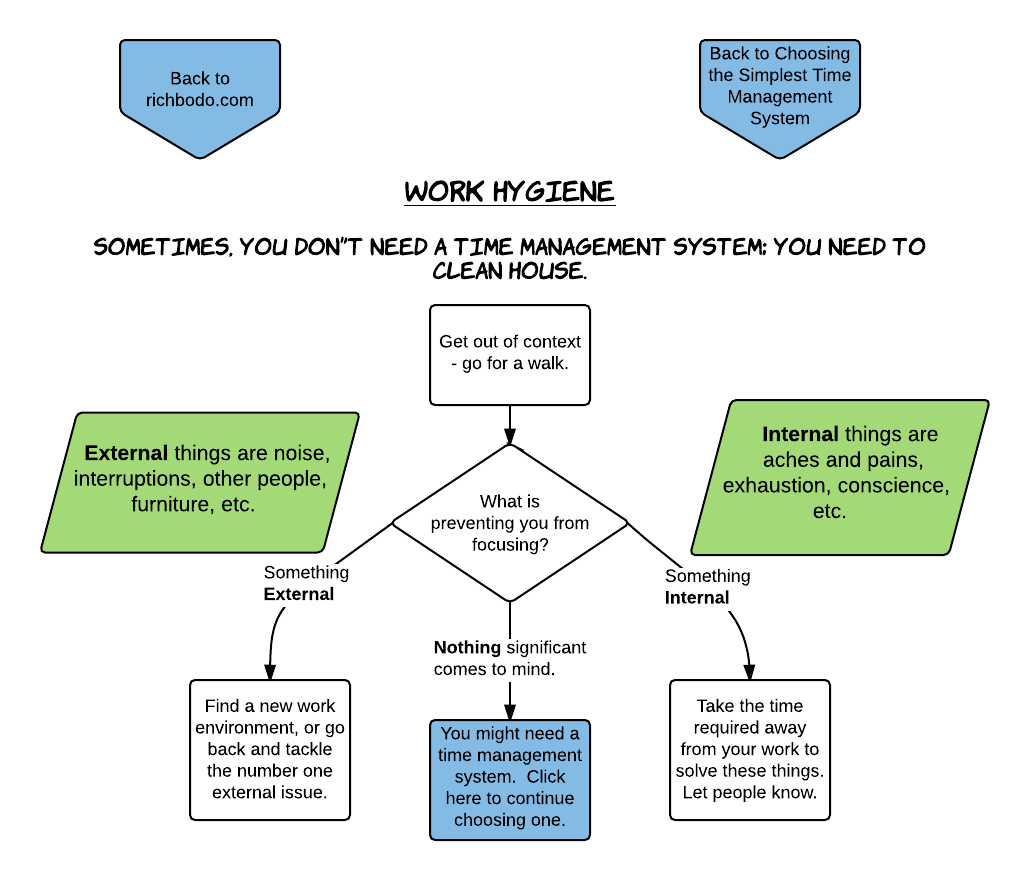 Back to
richbodo.com
Back to Choosing
the Simplest Time
Management
System
WORK HYGIENE
SOMETIMES, YOU DON"T NEED A TIME MANAGEMENT SYSTEM; YOU NEED TO
CLEAN HOUSE.
Get out of context
- go for a walk.
External things are noise,
interruptions, other people,
furniture, etc.
Internal things are
aches and pains,
exhaustion, conscience,
etc.
What is
preventing you from
focusing?
Something
External
Something
Internal
Nothing significant
comes to mind.
Find a new work
environment, or go
back and tackle
the number one
external issue.
You might need a
time management
system.  Click
here to continue
choosing one.
Take the time
required away
from your work to
solve these things.
Let people know.